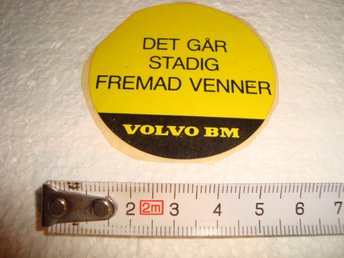 DET GÅR
STADIG
FREMAD VENNER
VOLVO BM
2 2m 3 4 5 6 7